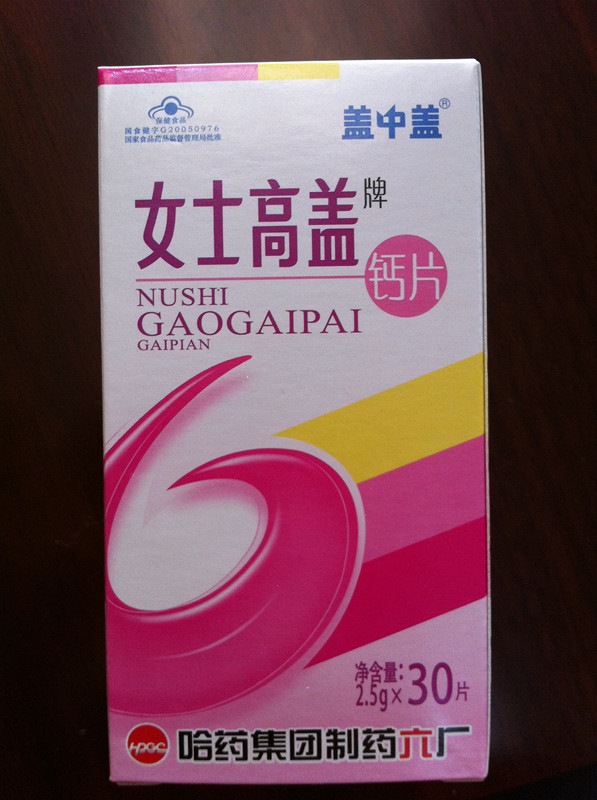 保健食品
国食健字G20050976
国家食品药品监督管理局批准
盖中盖®
女士高盖牌
钙片
NUSHI
GAOGAIPAI
GAIPIAN
净含量:
2.5g×30片
HPGC
哈药集团制药六厂